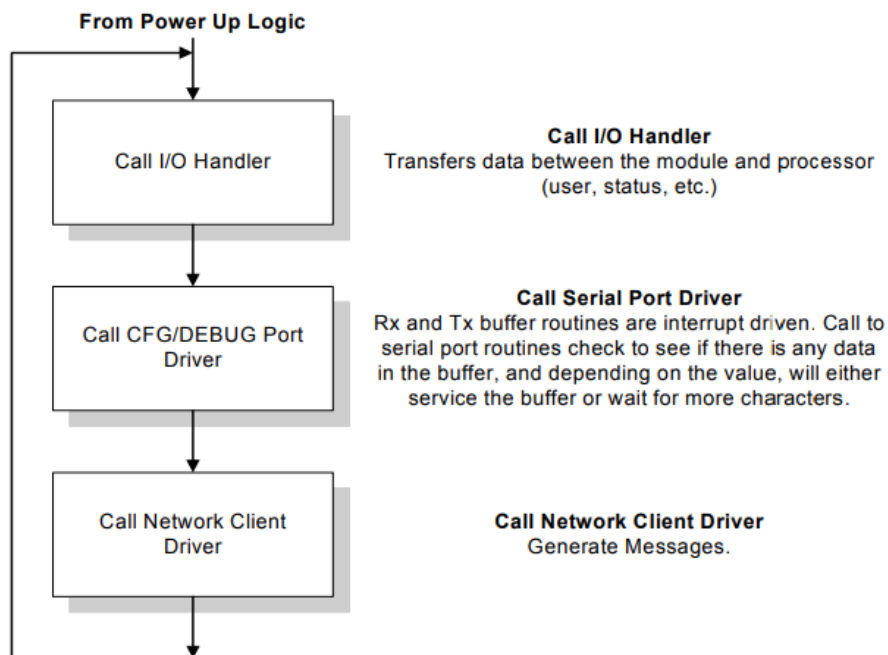 From Power Up Logic
Call I/O Handler
Call I/O Handler
Transfers data between the module and processor
(user, status, etc.)
Call CFG/DEBUG Port
Driver
Call Serial Port Driver
Rx and Tx buffer routines are interrupt driven. Call to
serial port routines check to see if there is any data
in the buffer, and depending on the value, will either
service the buffer or wait for more characters.
Call Network Client
Driver
Call Network Client Driver
Generate Messages.